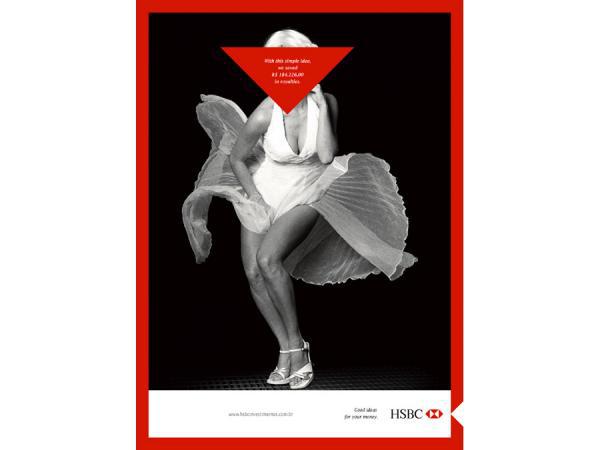 With this simple idea,
we saved
R$ 184.226,00
in royalties.
www.hsbcinvestimentos.com.br
Good ideas
for your money.
HSBC